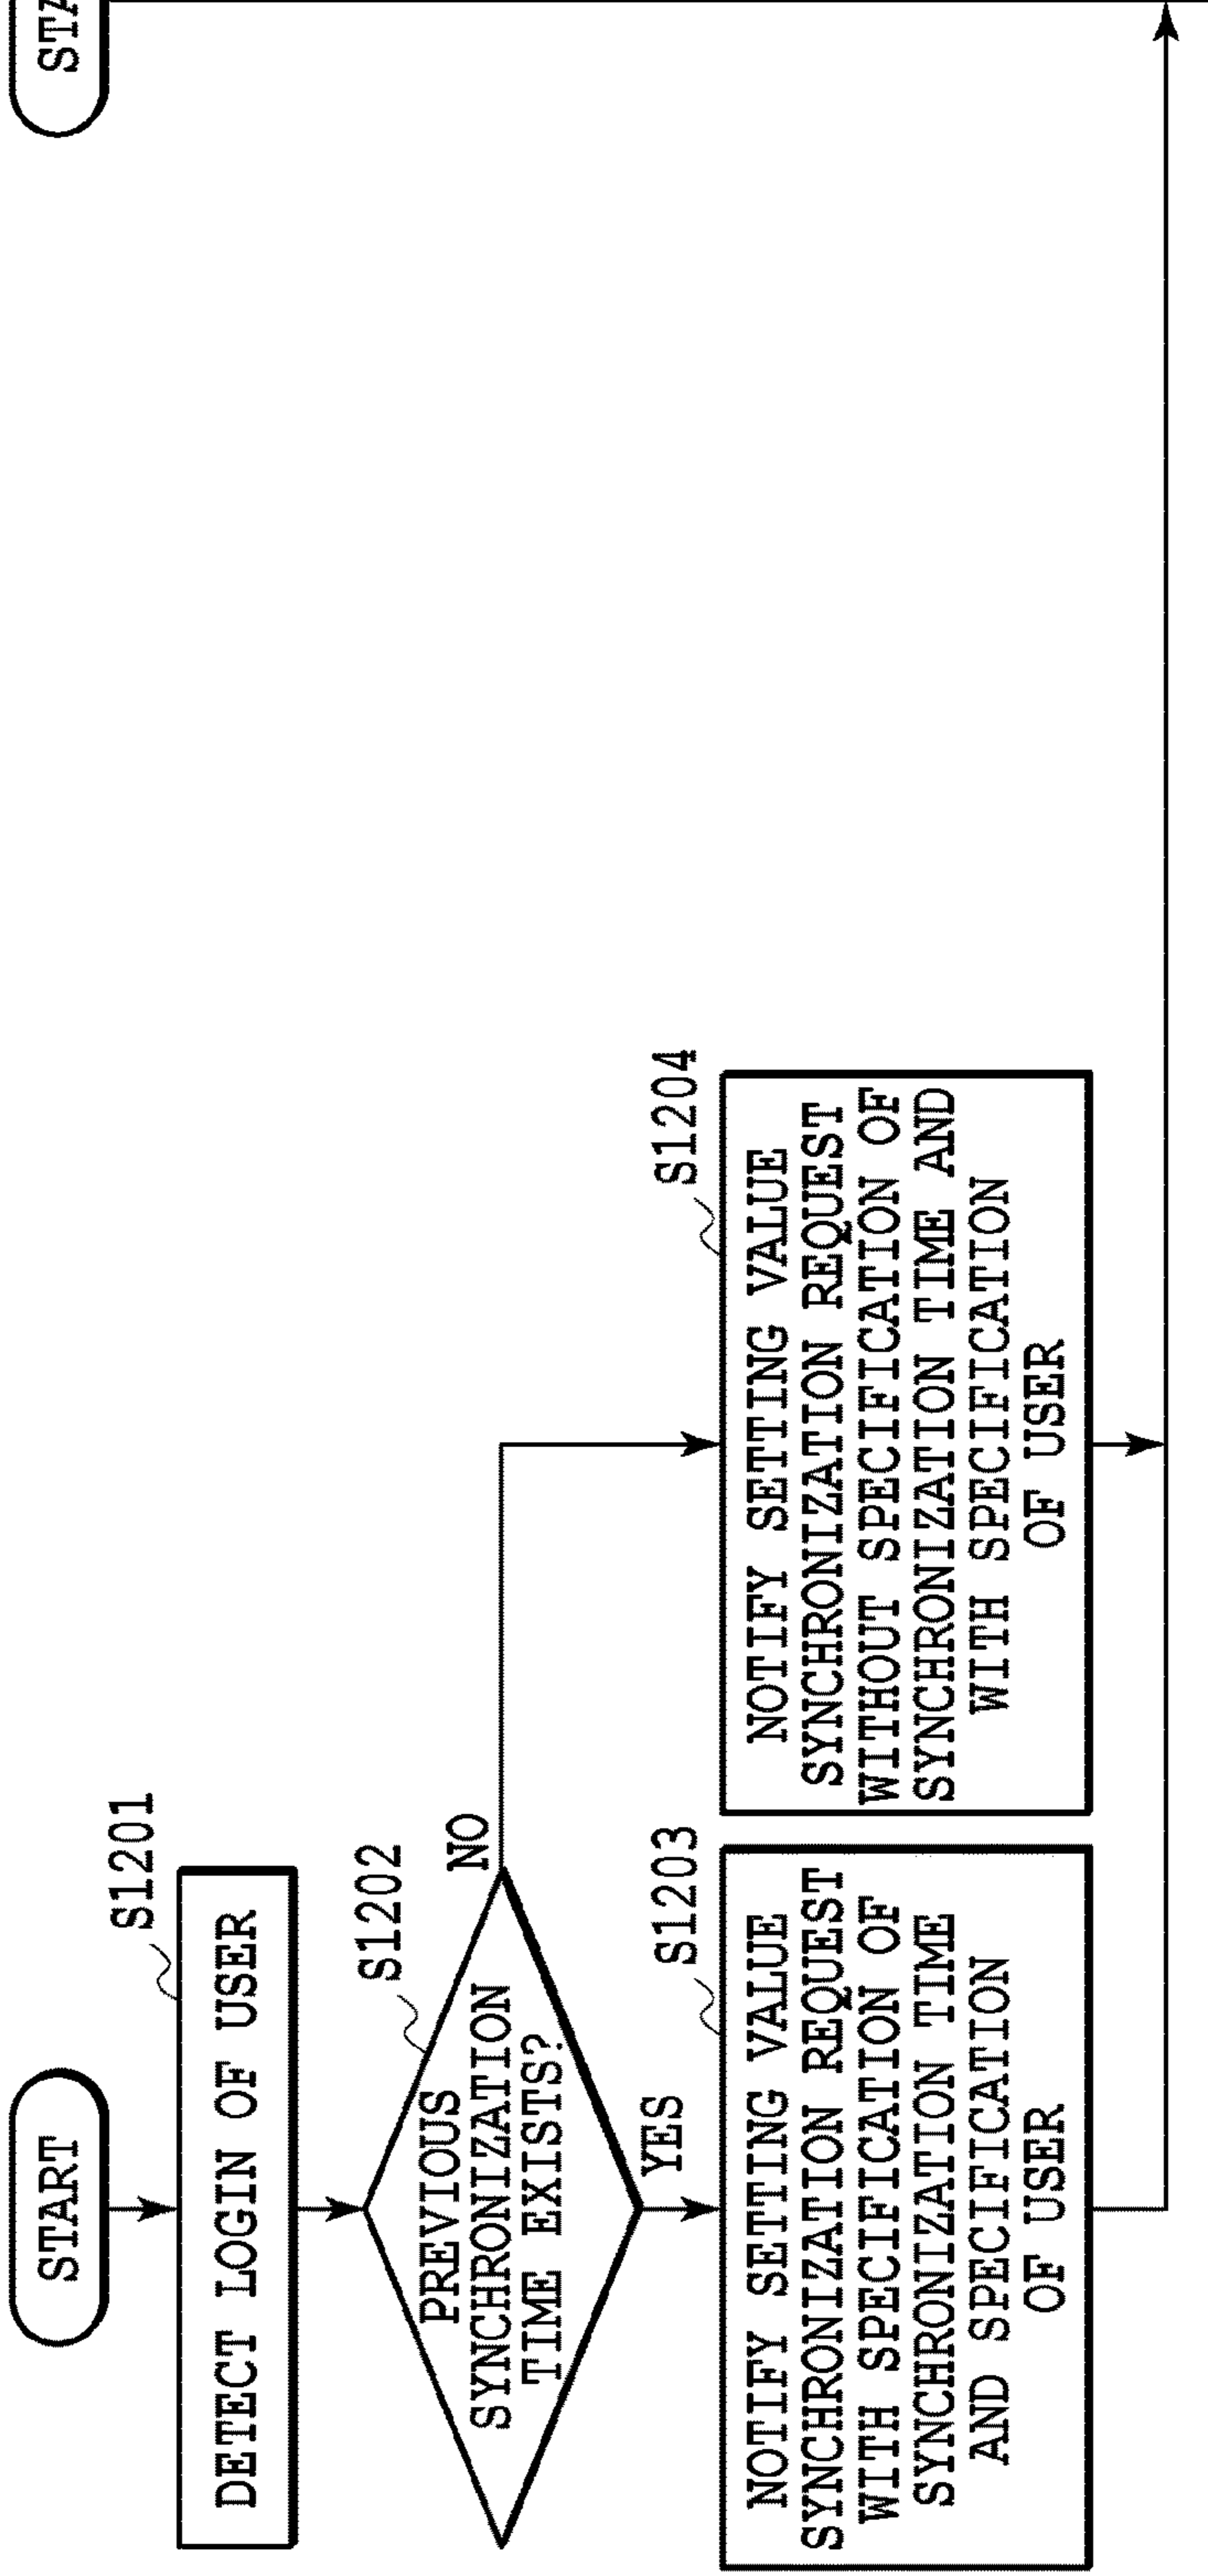 START
STA
S1201
DETECT LOGIN OF USER
S1202
PREVIOUS
SYNCHRONIZATION
TIME EXISTS?
NO
YES
S1203
NOTIFY SETTING VALUE
SYNCHRONIZATION REQUEST
WITH SPECIFICATION OF
SYNCHRONIZATION TIME
AND SPECIFICATION
OF USER
S1204
NOTIFY SETTING VALUE
SYNCHRONIZATION REQUEST
WITHOUT SPECIFICATION OF
SYNCHRONIZATION TIME AND
WITH SPECIFICATION
OF USER